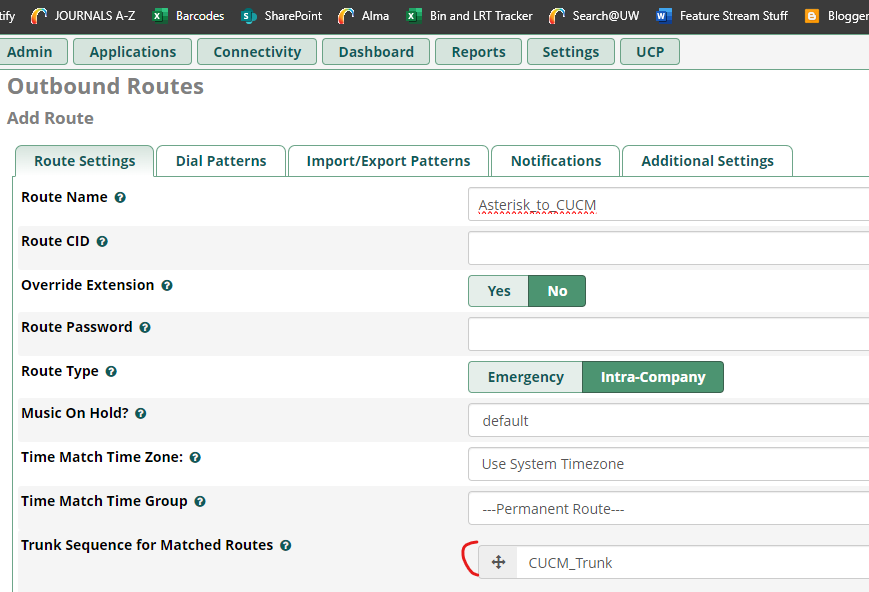 tify JOURNALS A-Z Barcodes SharePoint Alma Bin and LRT Tracker Search@UW Feature Stream Stuff Blogger
Admin Applications Connectivity Dashboard Reports Settings UCP
Outbound Routes
Add Route
Route Settings Dial Patterns Import/Export Patterns Notifications Additional Settings
Route Name Asterisk_to_CUCM
Route CID
Override Extension Yes No
Route Password
Route Type Emergency Intra-Company
Music On Hold? default
Time Match Time Zone: Use System Timezone
Time Match Time Group ---Permanent Route---
Trunk Sequence for Matched Routes CUCM_Trunk